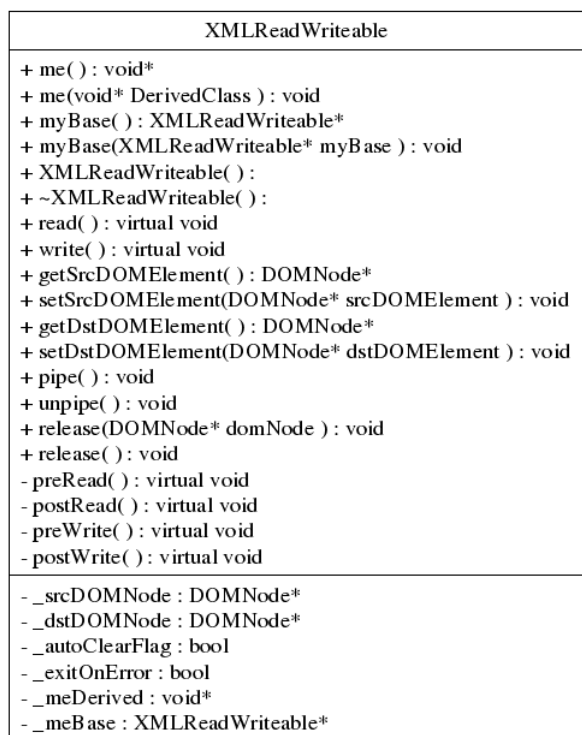 XMLReadWriteable
+ me( ) : void*
+ me(void* DerivedClass ) : void
+ myBase( ) : XMLReadWriteable*
+ myBase(XMLReadWriteable* myBase ) : void
+ XMLReadWriteable( ) :
+ ~XMLReadWriteable( ) :
+ read( ) : virtual void
+ write( ) : virtual void
+ getSrcDOMElement( ) : DOMNode*
+ setSrcDOMElement(DOMNode* srcDOMElement ) : void
+ getDstDOMElement( ) : DOMNode*
+ setDstDOMElement(DOMNode* dstDOMElement ) : void
+ pipe( ) : void
+ unpipe( ) : void
+ release(DOMNode* domNode ) : void
+ release( ) : void
- preRead( ) : virtual void
- postRead( ) : virtual void
- preWrite( ) : virtual void
- postWrite( ) : virtual void
- _srcDOMNode : DOMNode*
- _dstDOMNode : DOMNode*
- _autoClearFlag : bool
- _exitOnError : bool
- _meDerived : void*
- _meBase : XMLReadWriteable*